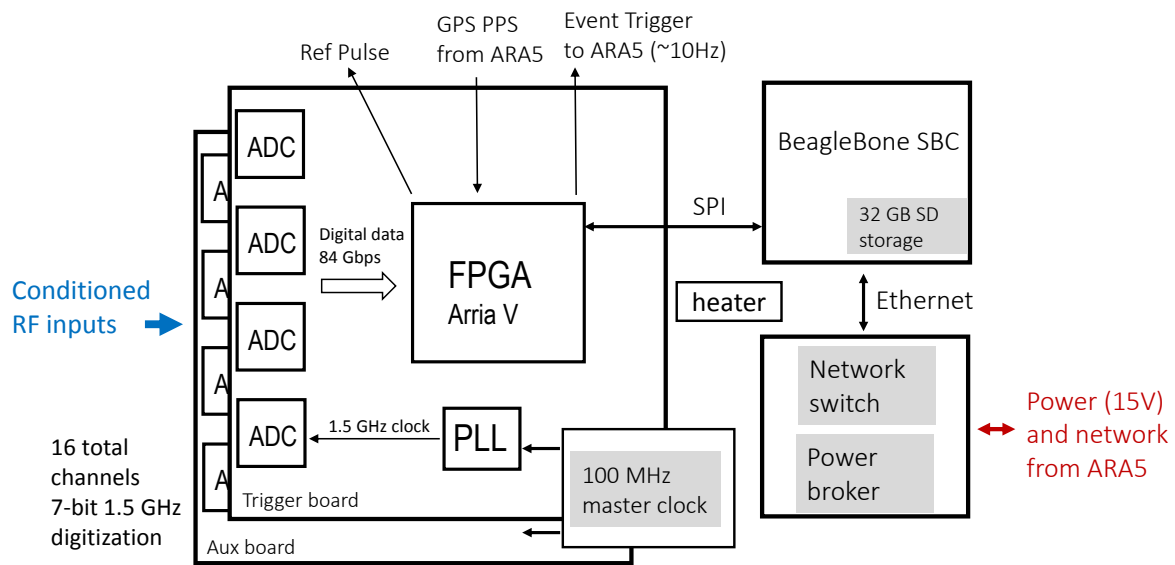 Ref Pulse
GPS PPS
from ARA5
Event Trigger
to ARA5 (~10Hz)
ADC
ADC
ADC
ADC
A
A
A
A
Digital data
84 Gbps
FPGA
Arria V
SPI
BeagleBone SBC
32 GB SD
storage
Conditioned
RF inputs
heater
Ethernet
Network
switch
Power
broker
Power (15V)
and network
from ARA5
1.5 GHz clock
PLL
100 MHz
master clock
16 total
channels
7-bit 1.5 GHz
digitization
Trigger board
Aux board